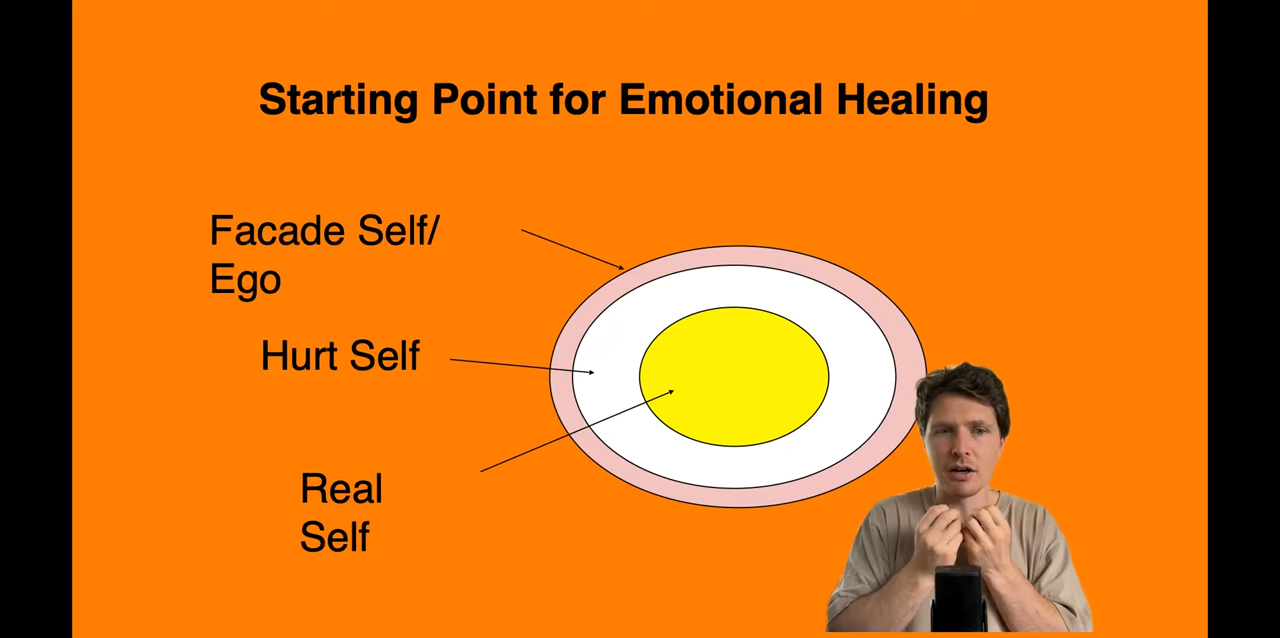 Starting Point for Emotional Healing
Facade Self/
Ego
Hurt Self
Real
Self